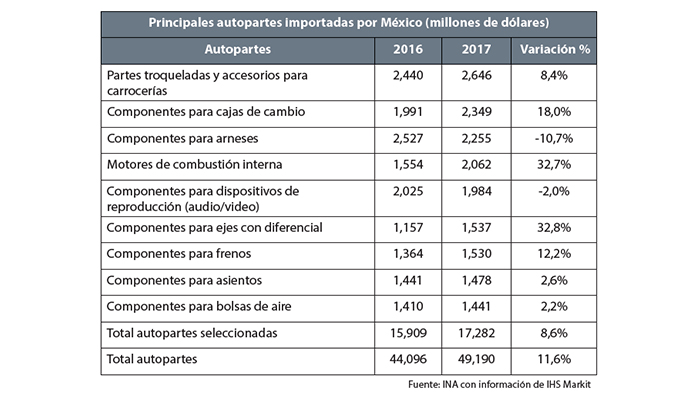 Principales autopartes importadas por México (millones de dólares)
Autopartes 2016 2017 Variación %
Partes troqueladas y accesorios para
carrocerías 2,440 2,646 8,4%
Componentes para cajas de cambio 1,991 2,349 18,0%
Componentes para arneses 2,527 2,255 -10,7%
Motores de combustión interna 1,554 2,062 32,7%
Componentes para dispositivos de
reproducción (audio/video) 2,025 1,984 -2,0%
Componentes para ejes con diferencial 1,157 1,537 32,8%
Componentes para frenos 1,364 1,530 12,2%
Componentes para asientos 1,441 1,478 2,6%
Componentes para bolsas de aire 1,410 1,441 2,2%
Total autopartes seleccionadas 15,909 17,282 8,6%
Total autopartes 44,096 49,190 11,6%
Fuente: INA con información de IHS Markit